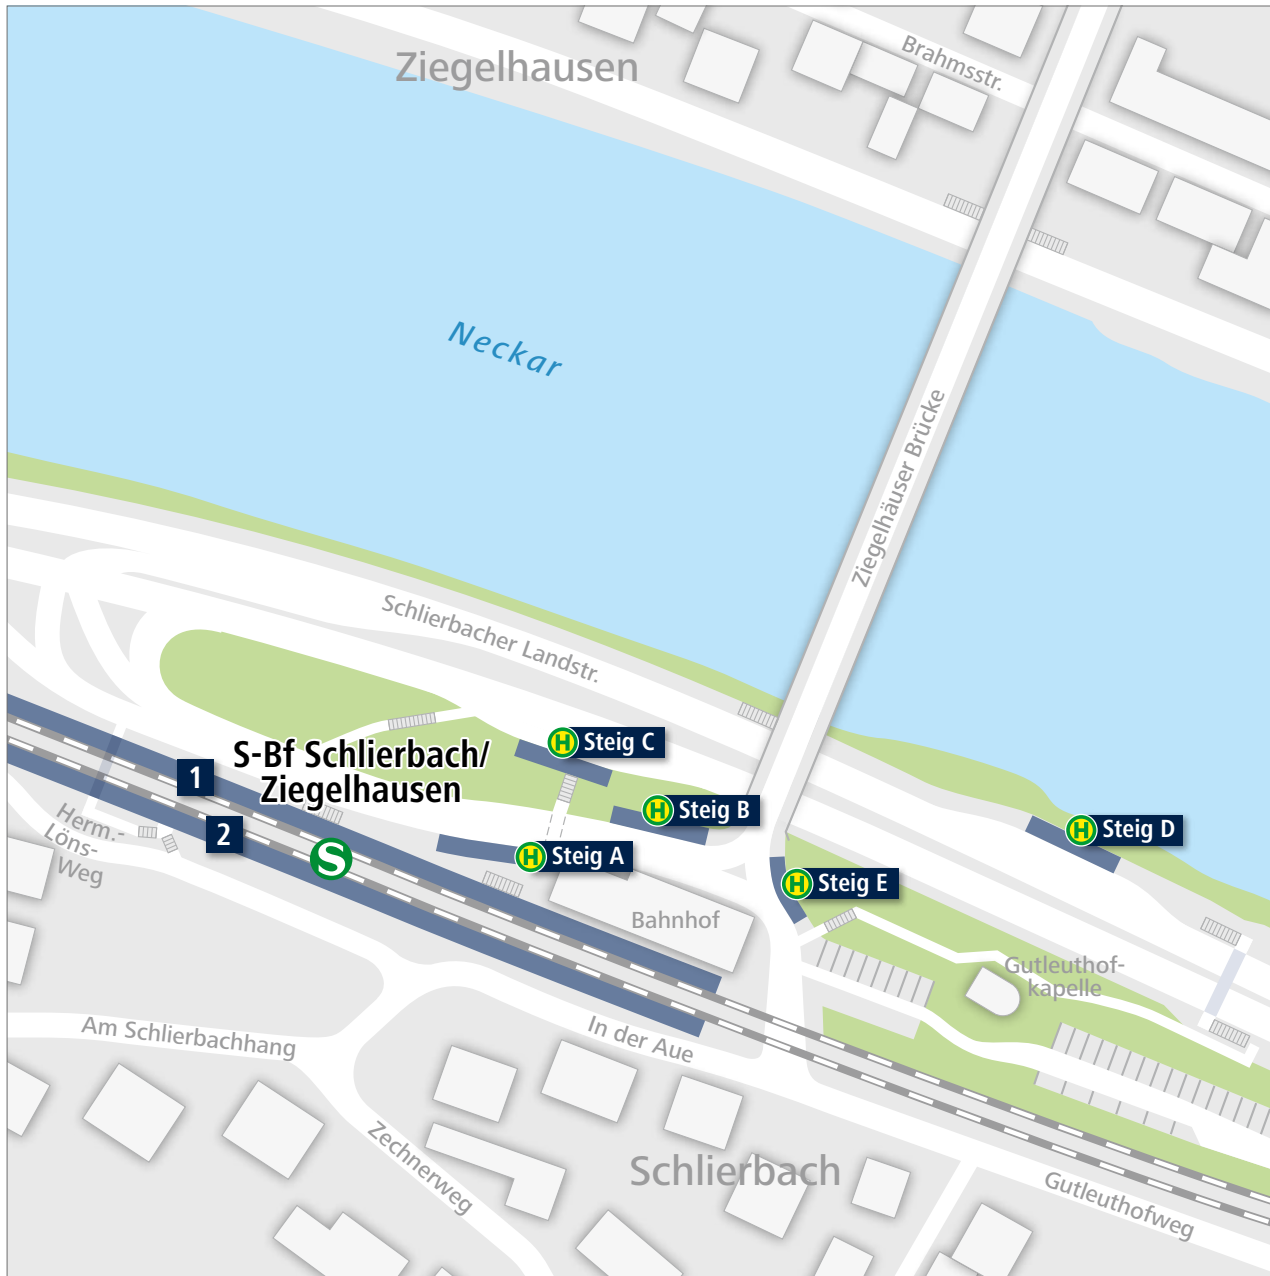 Ziegelhausen
Brahmsstr.
Neckar
Ziegelhäuser Brücke
Schlierbacher Landstr.
S-Bf Schlierbach/
Ziegelhausen
1
2
S
H Steig C
H Steig B
H Steig A
H Steig D
H Steig E
Herm.-
Löns-
Weg
Bahnhof
Gutleuthof-
kapelle
Am Schlierbachhang
In der Aue
Zechnerweg
Schlierbach
Gutleuthofweg